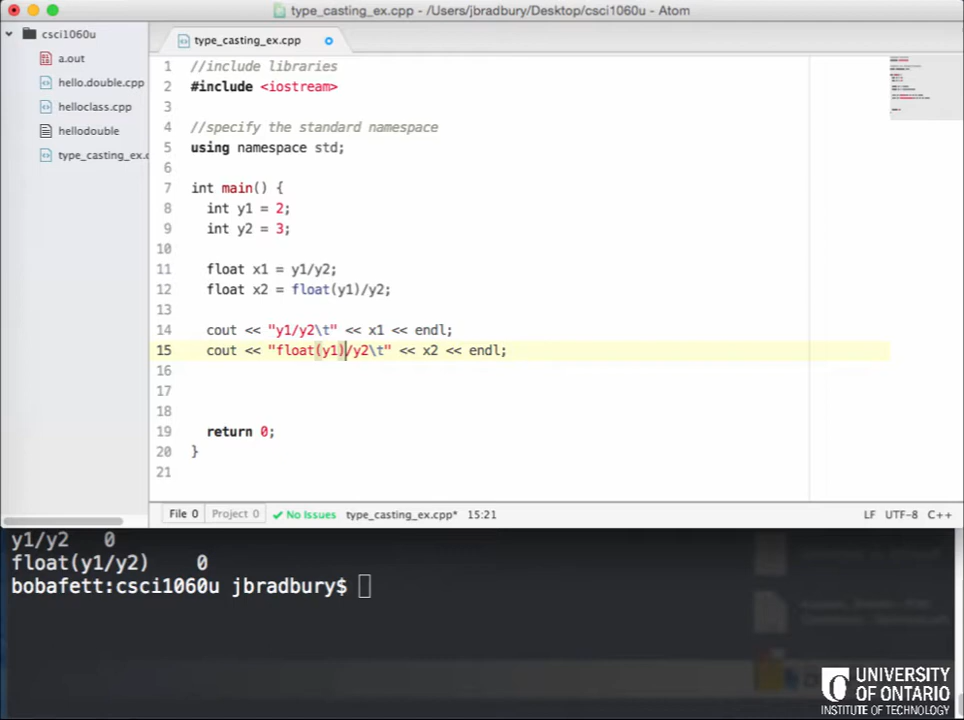 type_casting_ex.cpp - /Users/jbradbury/Desktop/csci1060u - Atom
csci1060u
a.out
hello.double.cpp
helloclass.cpp
hellodouble
type_casting_ex.c
type_casting_ex.cpp
1 //include libraries
2 #include <iostream>
3
4 //specify the standard namespace
5 using namespace std;
6
7 int main() {
8 int y1 = 2;
9 int y2 = 3;
10
11 float x1 = y1/y2;
12 float x2 = float(y1)/y2;
13
14 cout << "y1/y2\t" << x1 << endl;
15 cout << "float(y1)/y2\t" << x2 << endl;
16
17
18
19 return 0;
20 }
21
File 0 Project 0 No Issues type_casting_ex.cpp* 15:21 LF UTF-8 C++
y1/y2 0
float(y1/y2) 0
bobafett:csci1060u jbradbury$
UNIVERSITY
OF ONTARIO
INSTITUTE OF TECHNOLOGY